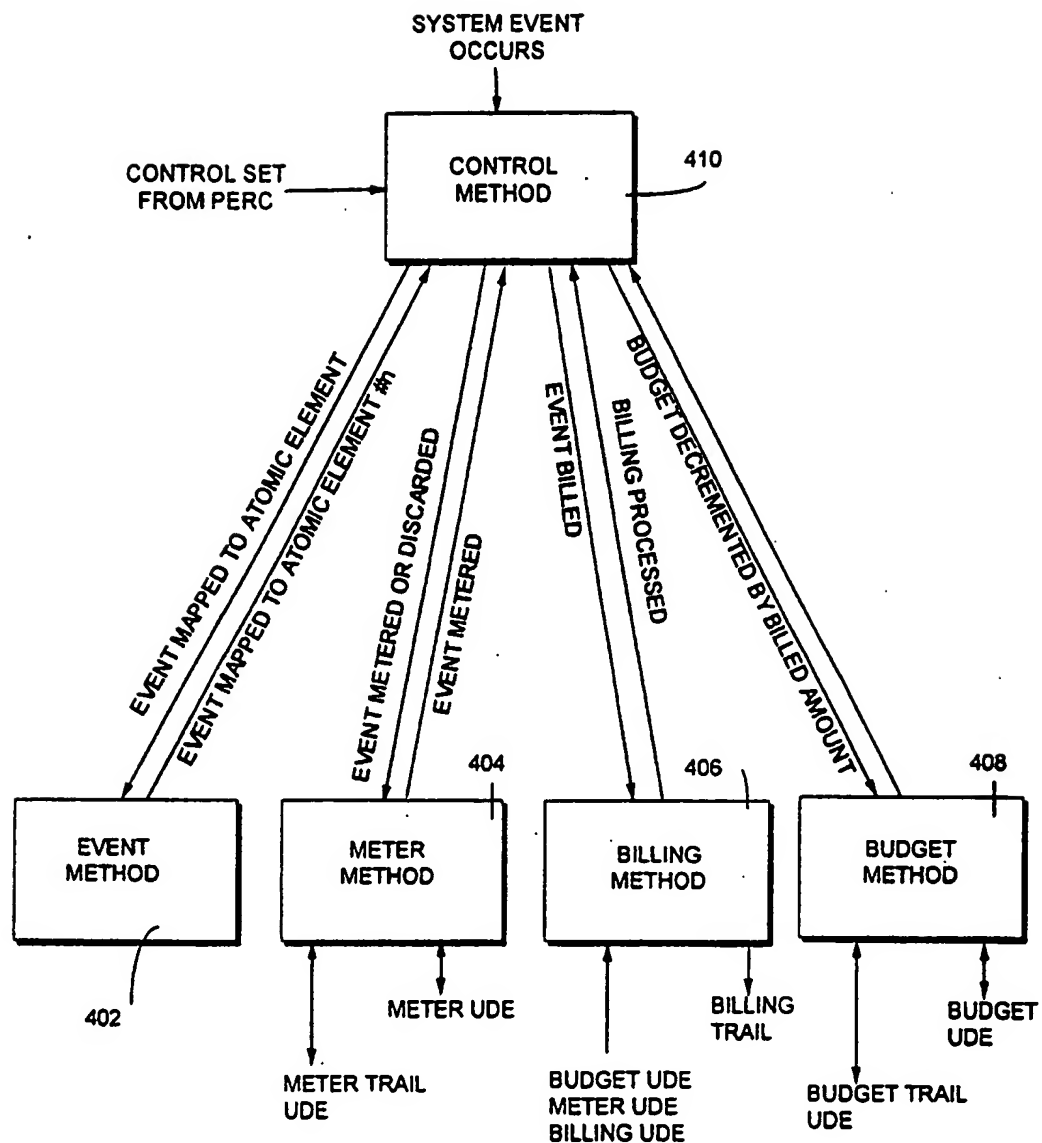 SYSTEM EVENT
OCCURS
CONTROL
METHOD
410
CONTROL SET
FROM PERC
EVENT MAPPED TO ATOMIC ELEMENT
EVENT MAPPED TO ATOMIC ELEMENT #n
EVENT METERED OR DISCARDED
EVENT METERED
EVENT BILLED
BILLING PROCESSED
BUDGET DECREMENTED BY BILLED AMOUNT
404
406
408
EVENT
METHOD
METER
METHOD
BILLING
METHOD
BUDGET
METHOD
402
METER UDE
BILLING
TRAIL
BUDGET
UDE
METER TRAIL
UDE
BUDGET UDE
METER UDE
BILLING UDE
BUDGET TRAIL
UDE